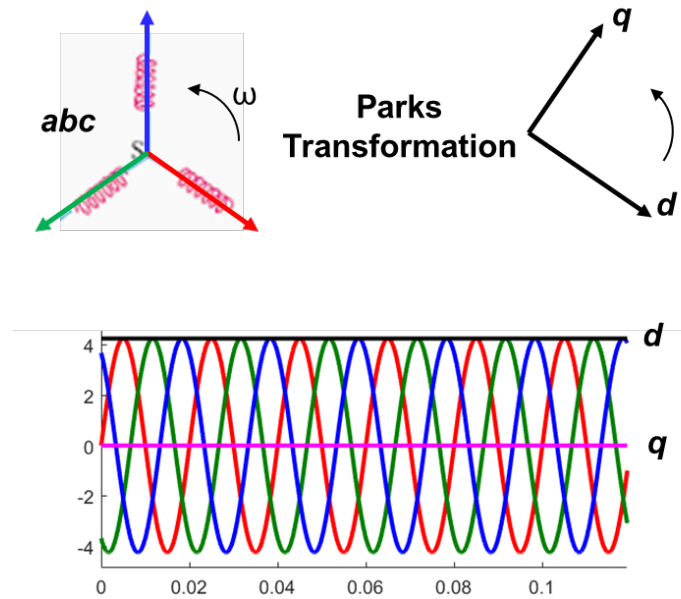 q
ω
abc
Parks
Transformation
S
d
d
4
2
0
q
-2
-4
0
0.02
0.04
0.06
0.08
0.1